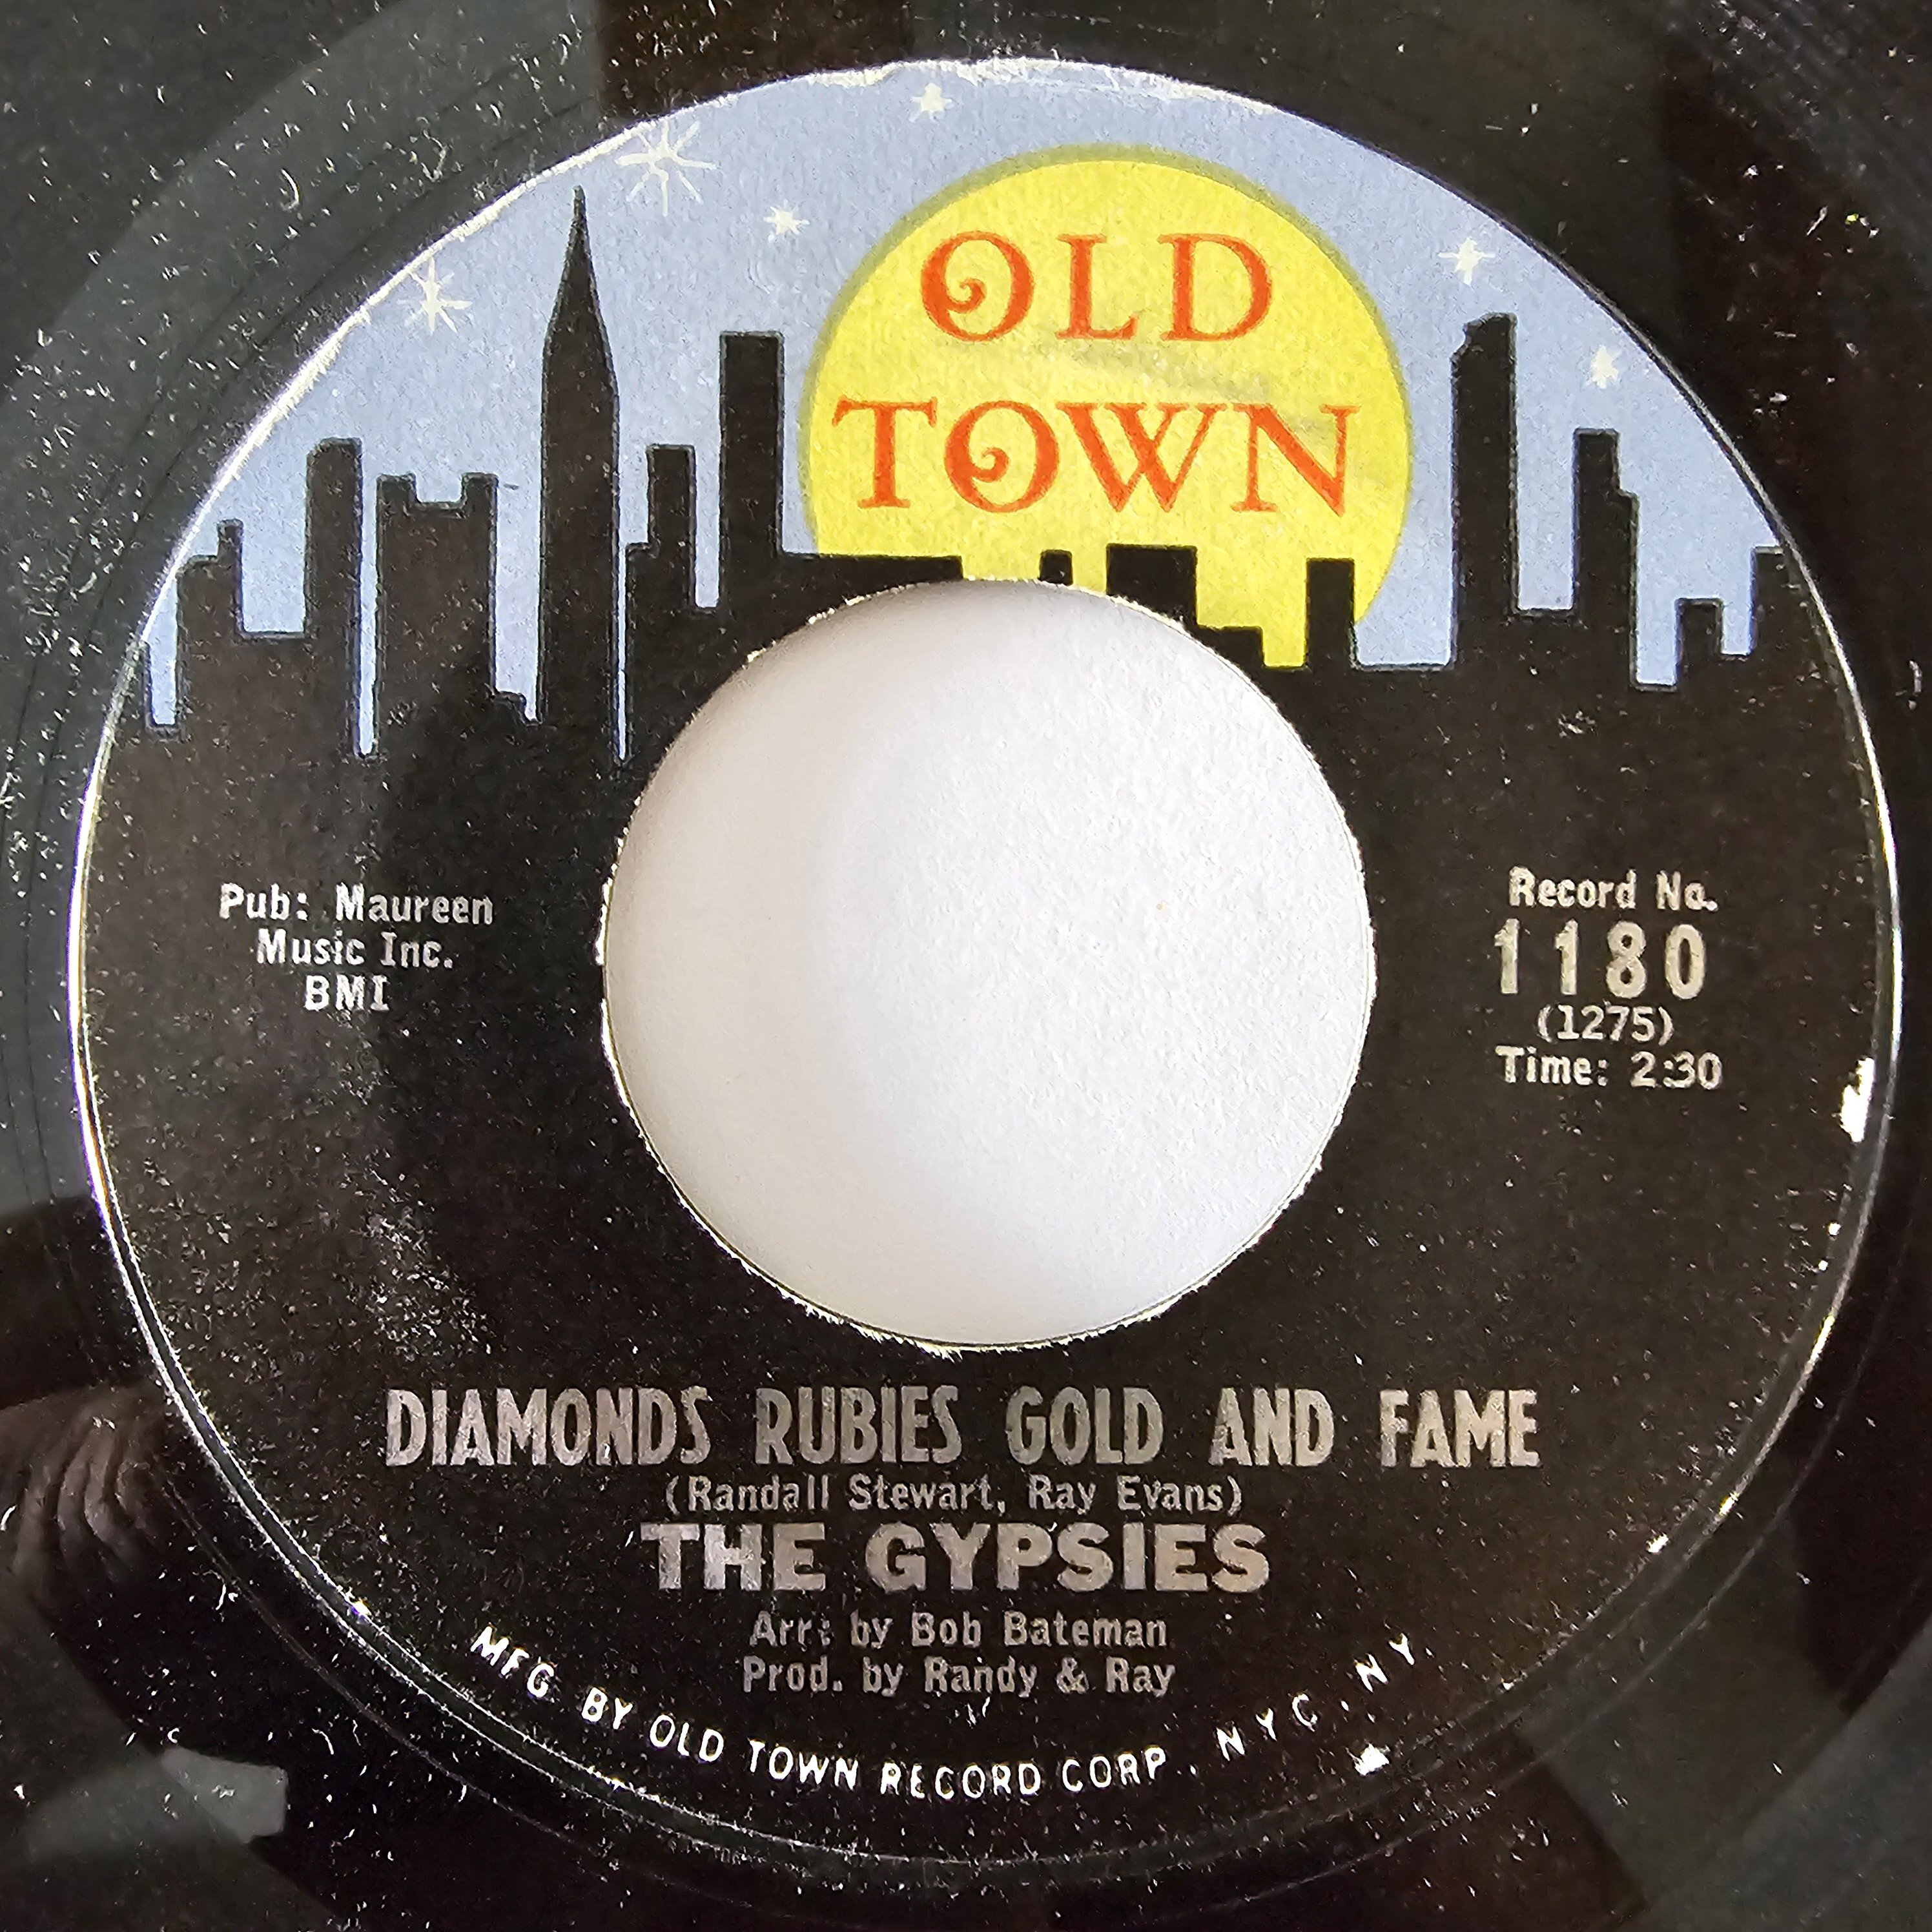 OLD
TOWN
Pub: Maureen
Music Inc.
BMI
Record No.
1180
(1275)
Time: 2:30
DIAMONDS RUBIES GOLD AND FAME
(Randall Stewart, Ray Evans)
THE GYPSIES
Arr: by Bob Bateman
Prod. by Randy & Ray
MFG. BY OLD TOWN RECORD CORP., N.Y.C., N.Y.